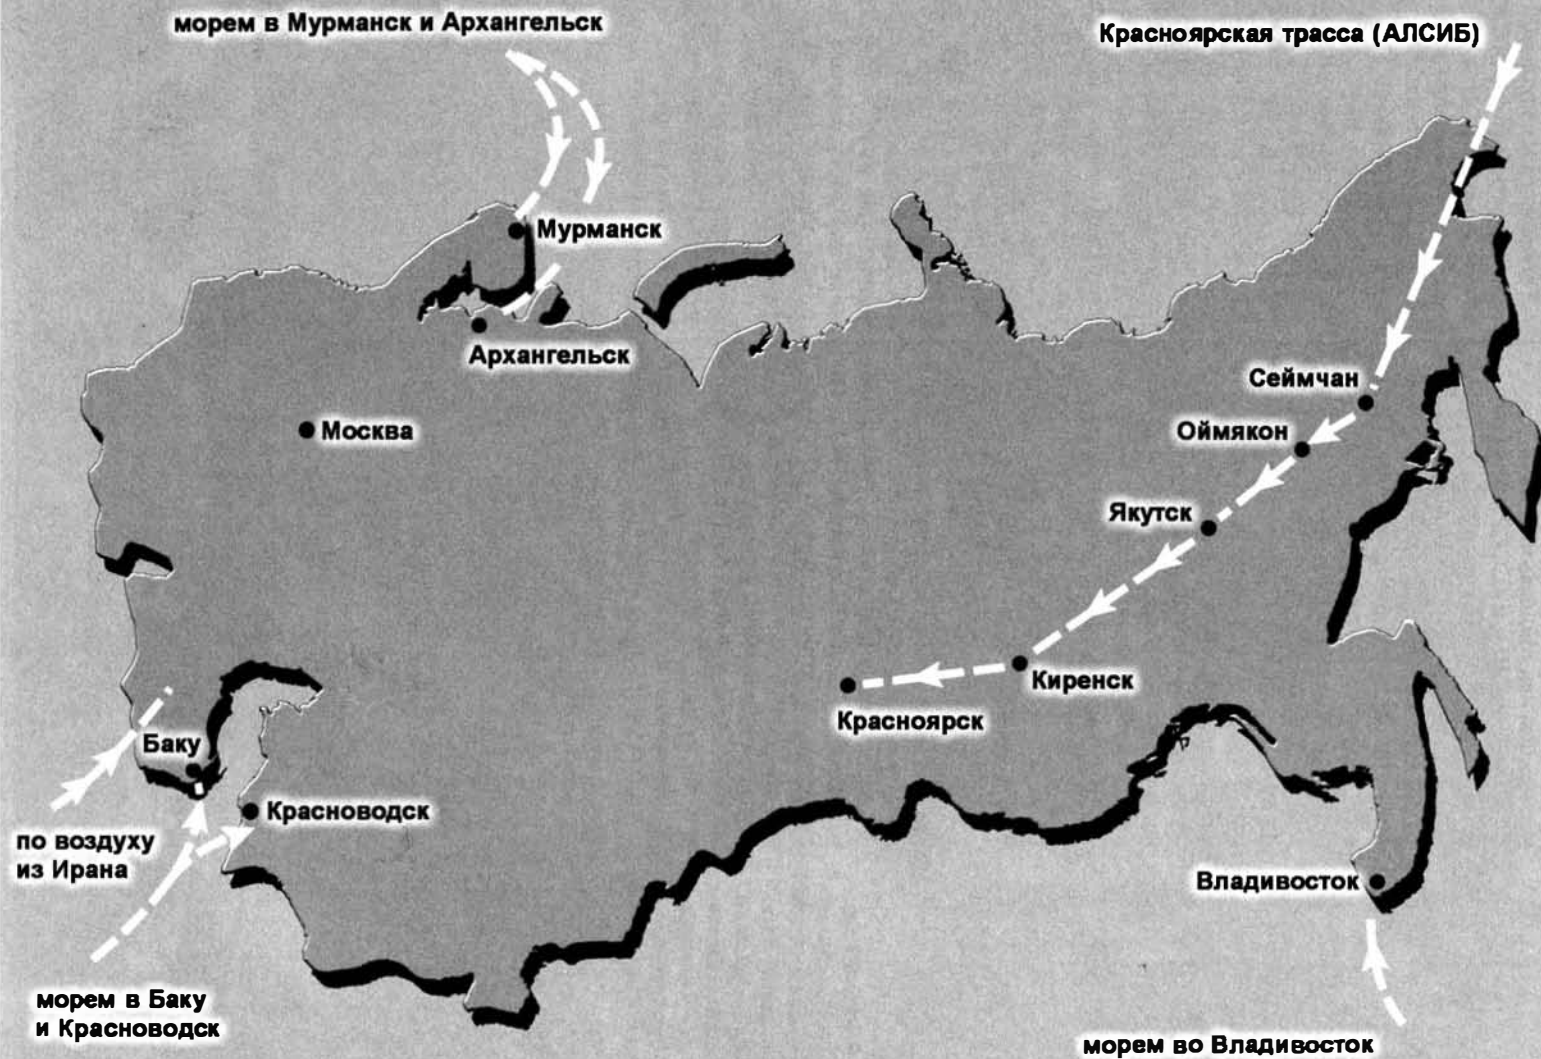 морем в Мурманск и Архангельск
Красноярская трасса (АЛСИБ)
Мурманск
Архангельск
Сеймчан
Москва
Оймякон
Якутск
Киренск
Красноярск
Баку
Красноводск
по воздуху
из Ирана
Владивосток
морем в Баку
и Красноводск
морем во Владивосток